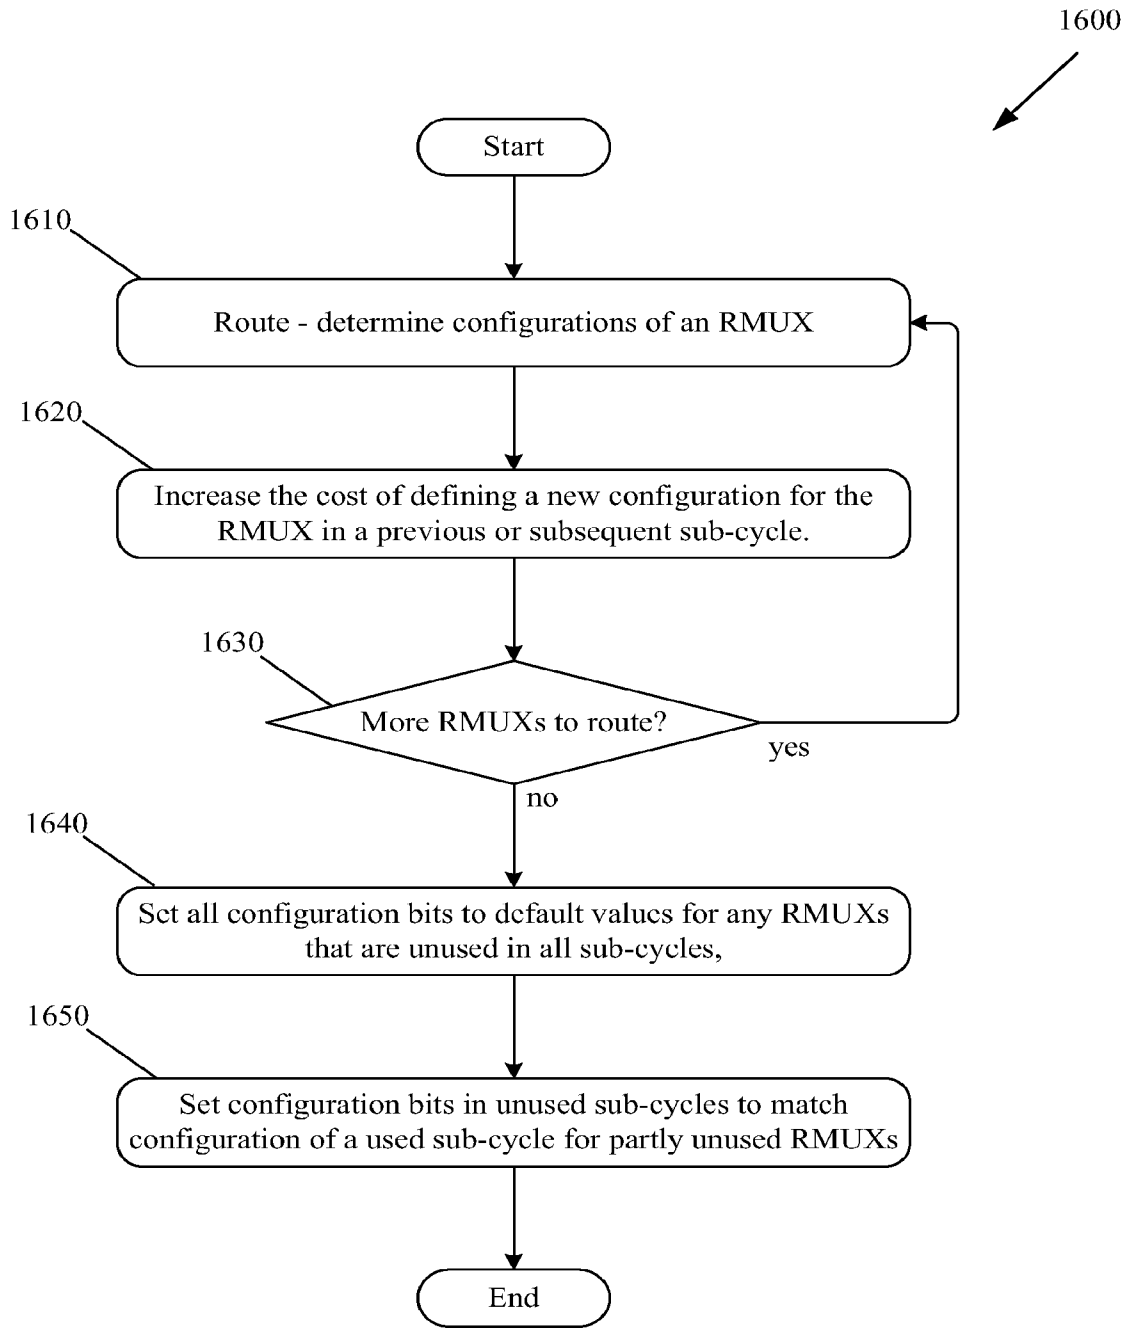 1600
Start
1610
Route - determine configurations of an RMUX
1620
Increase the cost of defining a new configuration for the
RMUX in a previous or subsequent sub-cycle.
1630
More RMUXs to route?
yes
no
1640
Set all configuration bits to default values for any RMUXs
that are unused in all sub-cycles,
1650
Set configuration bits in unused sub-cycles to match
configuration of a used sub-cycle for partly unused RMUXs
End